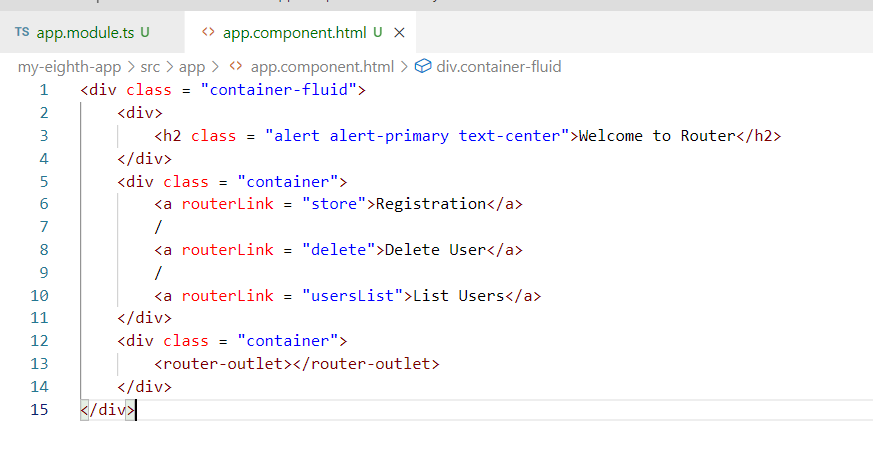 TS app.module.ts U <> app.component.html U ×
my-eighth-app > src > app > <> app.component.html > div.container-fluid
1 <div class = "container-fluid">
2 <div>
3 <h2 class = "alert alert-primary text-center">Welcome to Router</h2>
4 </div>
5 <div class = "container">
6 <a routerLink = "store">Registration</a>
7 /
8 <a routerLink = "delete">Delete User</a>
9 /
10 <a routerLink = "usersList">List Users</a>
11 </div>
12 <div class = "container">
13 <router-outlet></router-outlet>
14 </div>
15 </div>